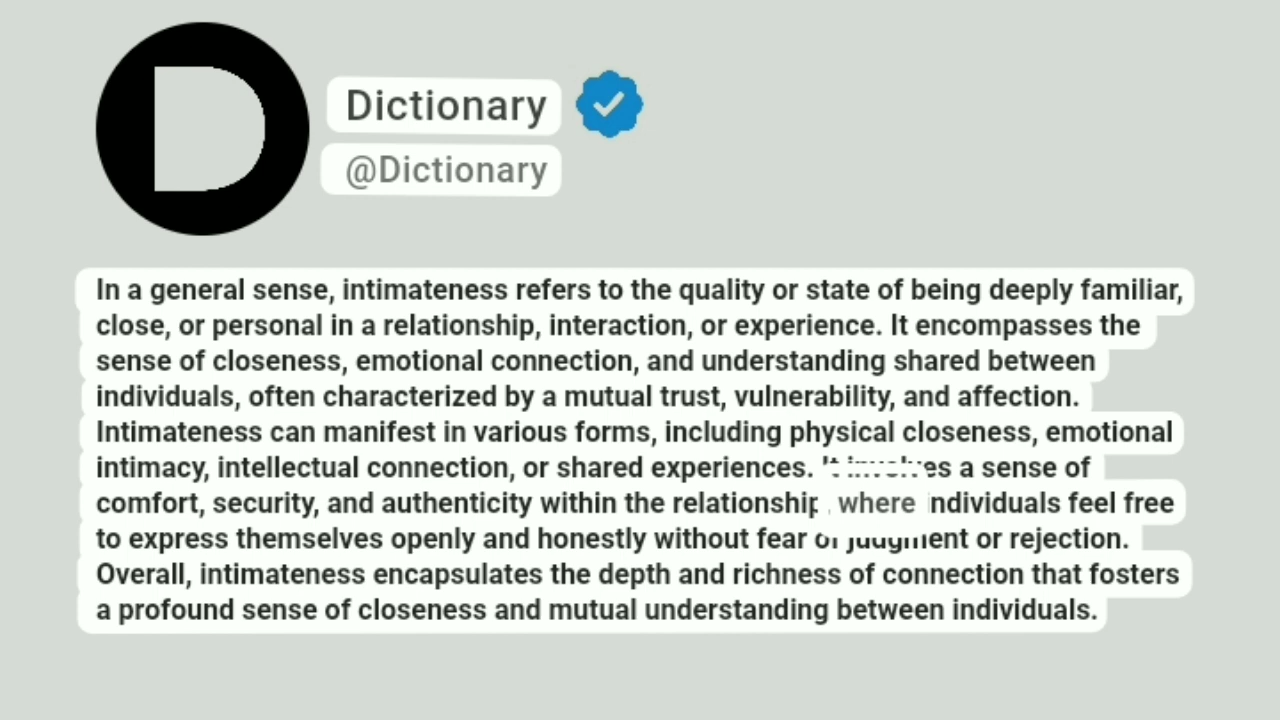 D
Dictionary
@Dictionary
In a general sense, intimateness refers to the quality or state of being deeply familiar,
close, or personal in a relationship, interaction, or experience. It encompasses the
sense of closeness, emotional connection, and understanding shared between
individuals, often characterized by a mutual trust, vulnerability, and affection.
Intimateness can manifest in various forms, including physical closeness, emotional
intimacy, intellectual connection, or shared experiences. It involves a sense of
comfort, security, and authenticity within the relationship, where individuals feel free
to express themselves openly and honestly without fear of judgment or rejection.
Overall, intimateness encapsulates the depth and richness of connection that fosters
a profound sense of closeness and mutual understanding between individuals.